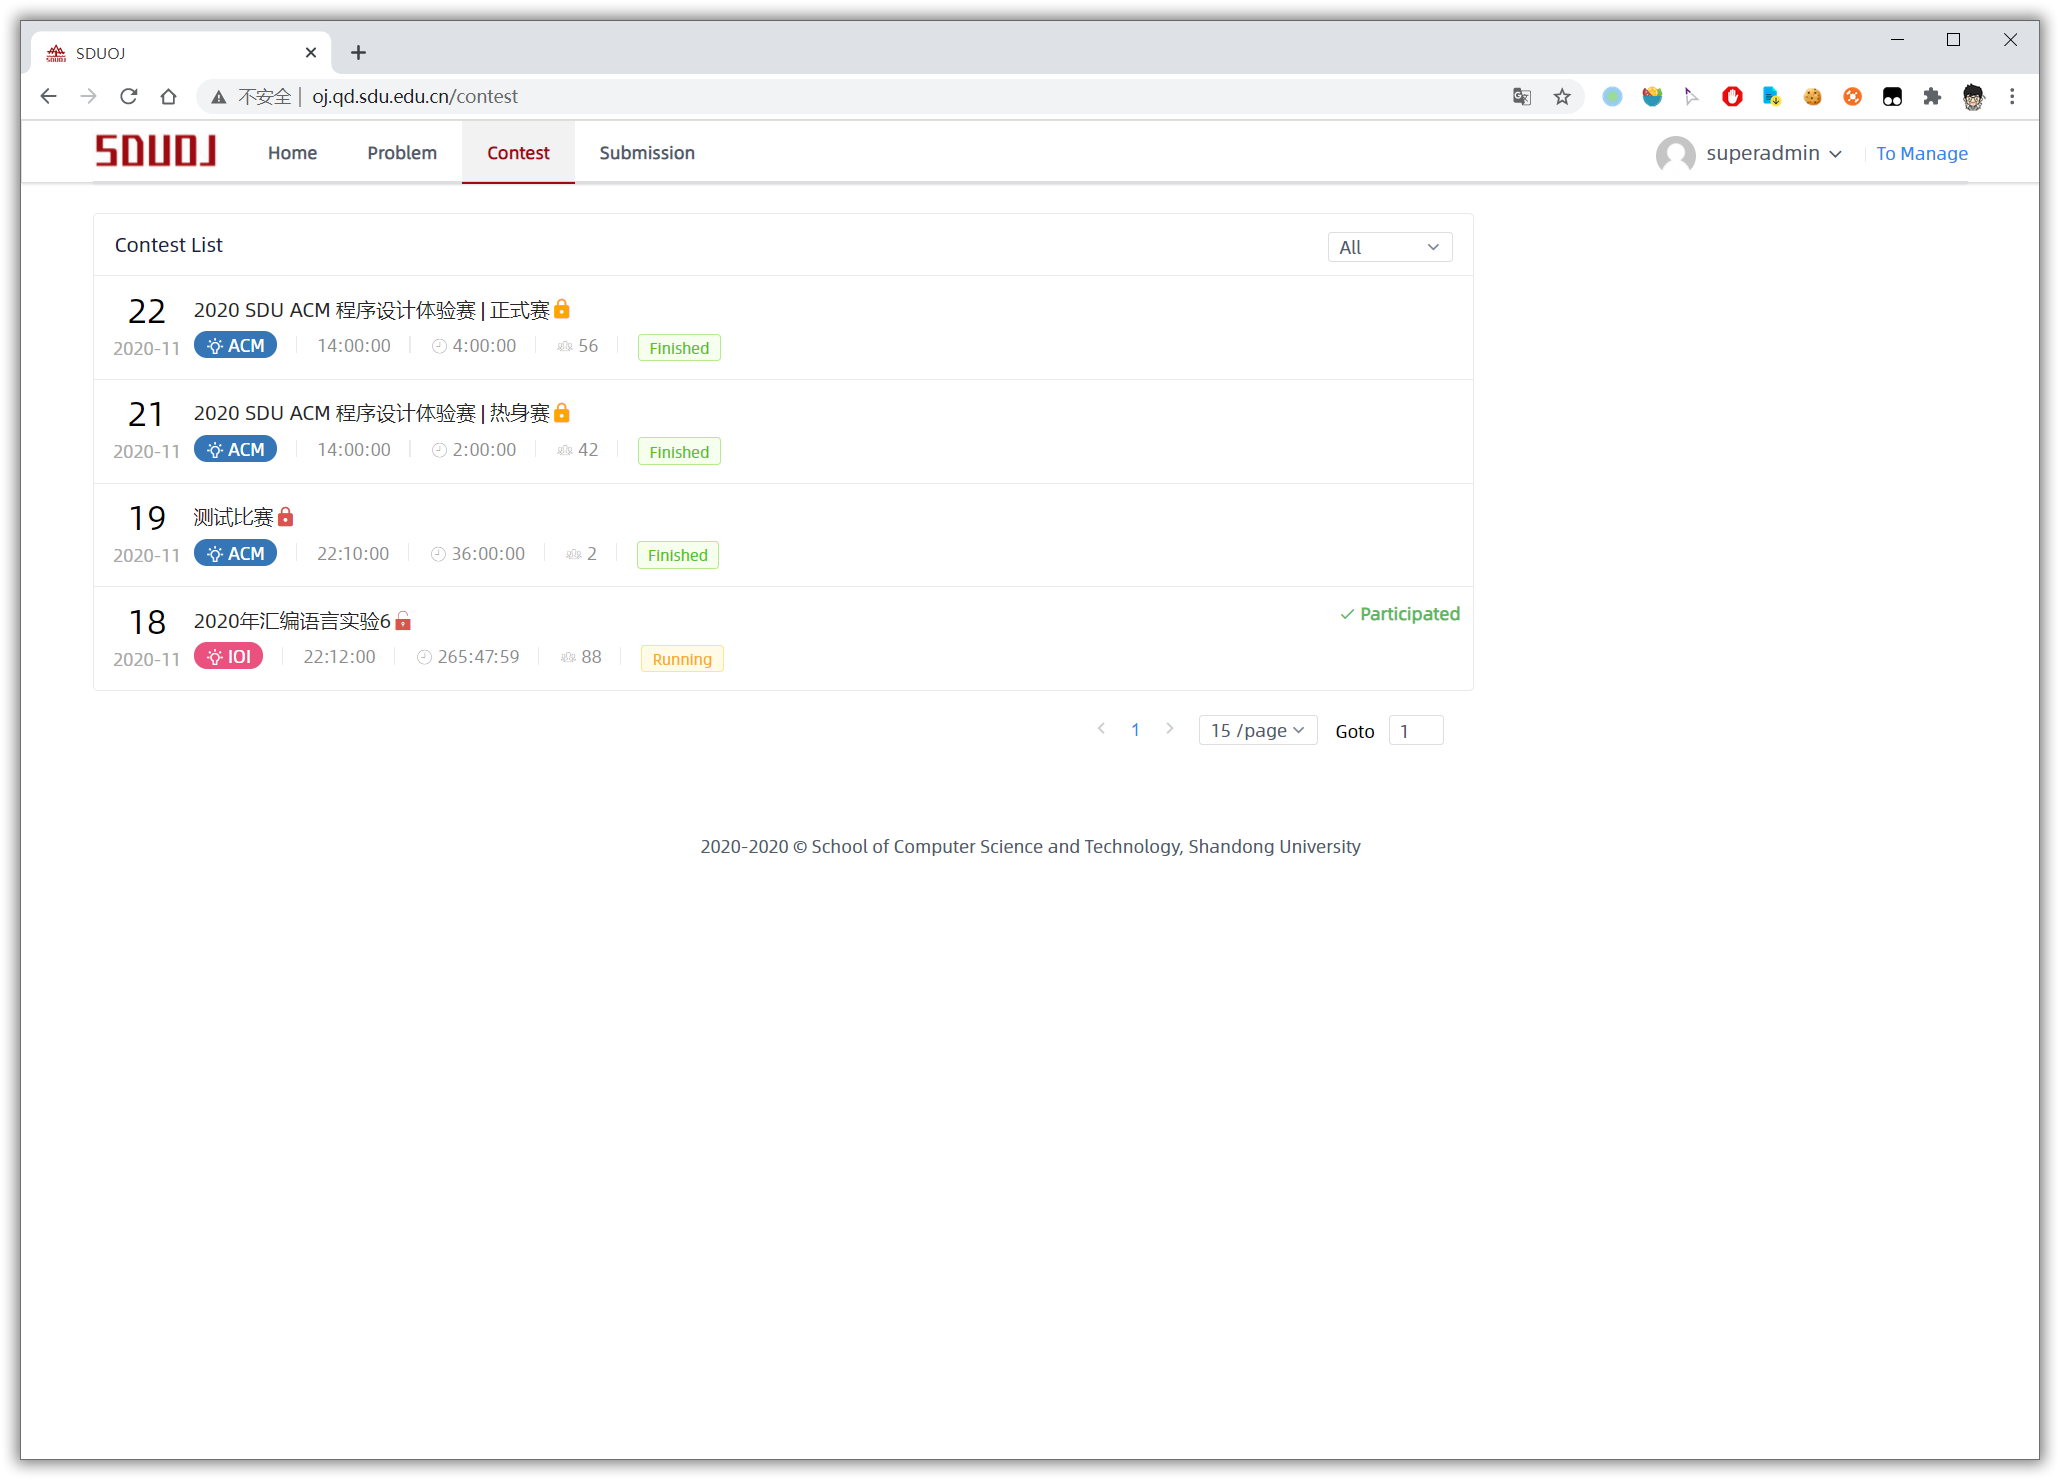 SDUOJ
不安全 | oj.qd.sdu.edu.cn/contest
SDUOJ Home Problem Contest Submission superadmin To Manage
Contest List All
22 2020 SDU ACM 程序设计体验赛 | 正式赛
2020-11 ACM 14:00:00 4:00:00 56 Finished
21 2020 SDU ACM 程序设计体验赛 | 热身赛
2020-11 ACM 14:00:00 2:00:00 42 Finished
19 测试比赛
2020-11 ACM 22:10:00 36:00:00 2 Finished
18 2020年汇编语言实验6 Participated
2020-11 IOI 22:12:00 265:47:59 88 Running
1 15 /page Goto 1
2020-2020 © School of Computer Science and Technology, Shandong University